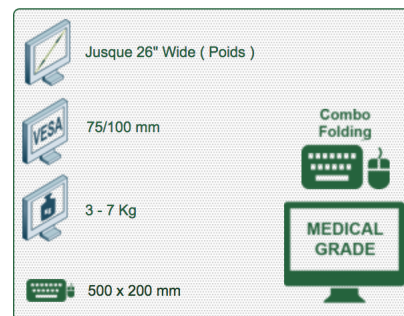 Jusque 26" Wide ( Poids )
VESA
75/100 mm
3 - 7 Kg
500 x 200 mm
Combo
Folding
MEDICAL
GRADE